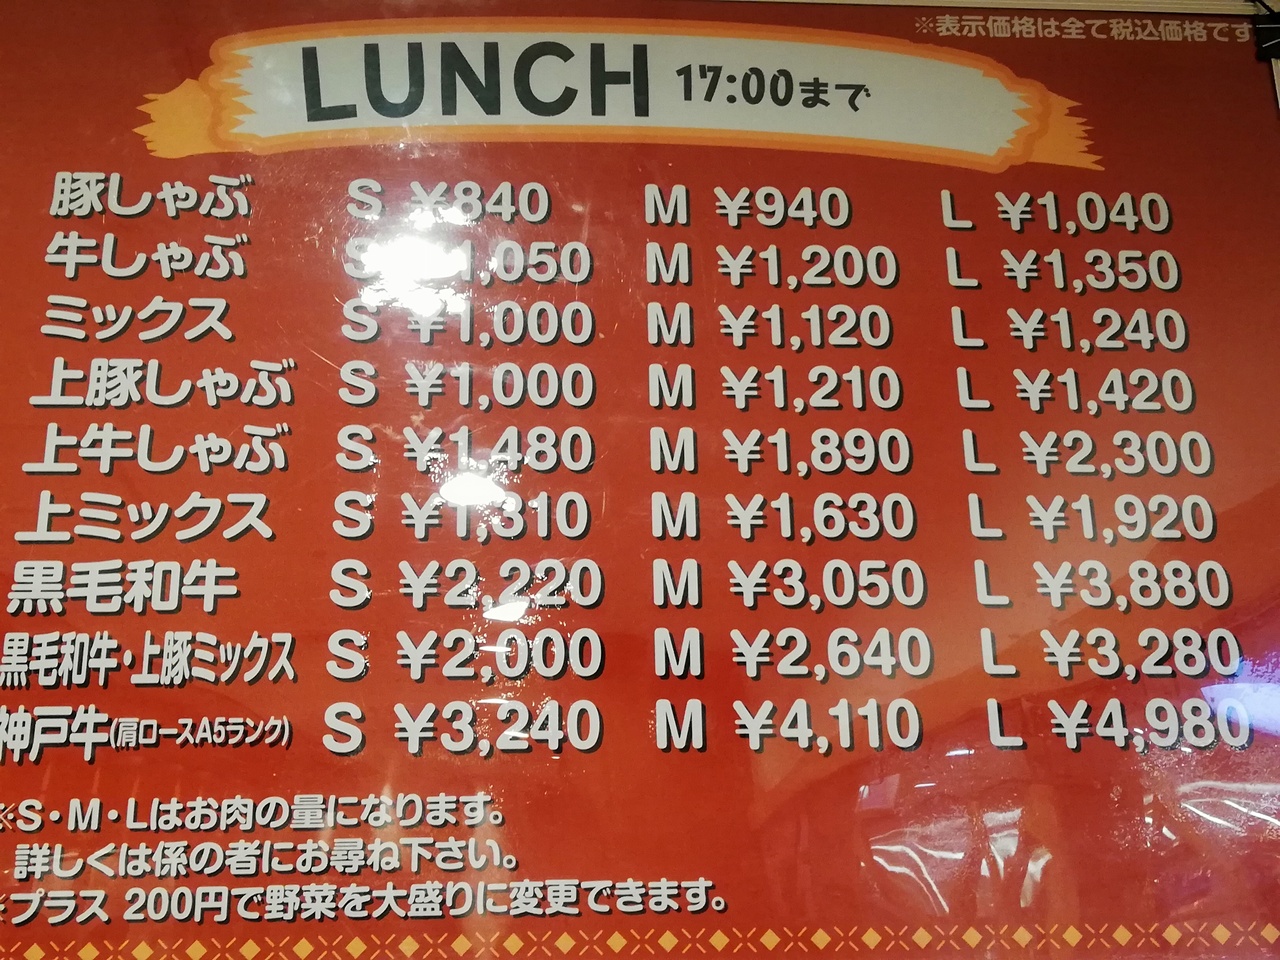 ※表示価格は全て税込価格です
LUNCH 17:00まで
豚しゃぶ S ¥840 M ¥940 L ¥1,040
牛しゃぶ S ¥1,050 M ¥1,200 L ¥1,350
ミックス S ¥1,000 M ¥1,120 L ¥1,240
上豚しゃぶ S ¥1,000 M ¥1,210 L ¥1,420
上牛しゃぶ S ¥1,480 M ¥1,890 L ¥2,300
上ミックス S ¥1,310 M ¥1,630 L ¥1,920
黒毛和牛 S ¥2,220 M ¥3,050 L ¥3,880
黒毛和牛・上豚ミックス S ¥2,000 M ¥2,640 L ¥3,280
神戸牛(肩ロースA5ランク) S ¥3,240 M ¥4,110 L ¥4,980
※S・M・Lはお肉の量になります。
詳しくは係の者にお尋ね下さい。
※プラス 200円で野菜を大盛りに変更できます。